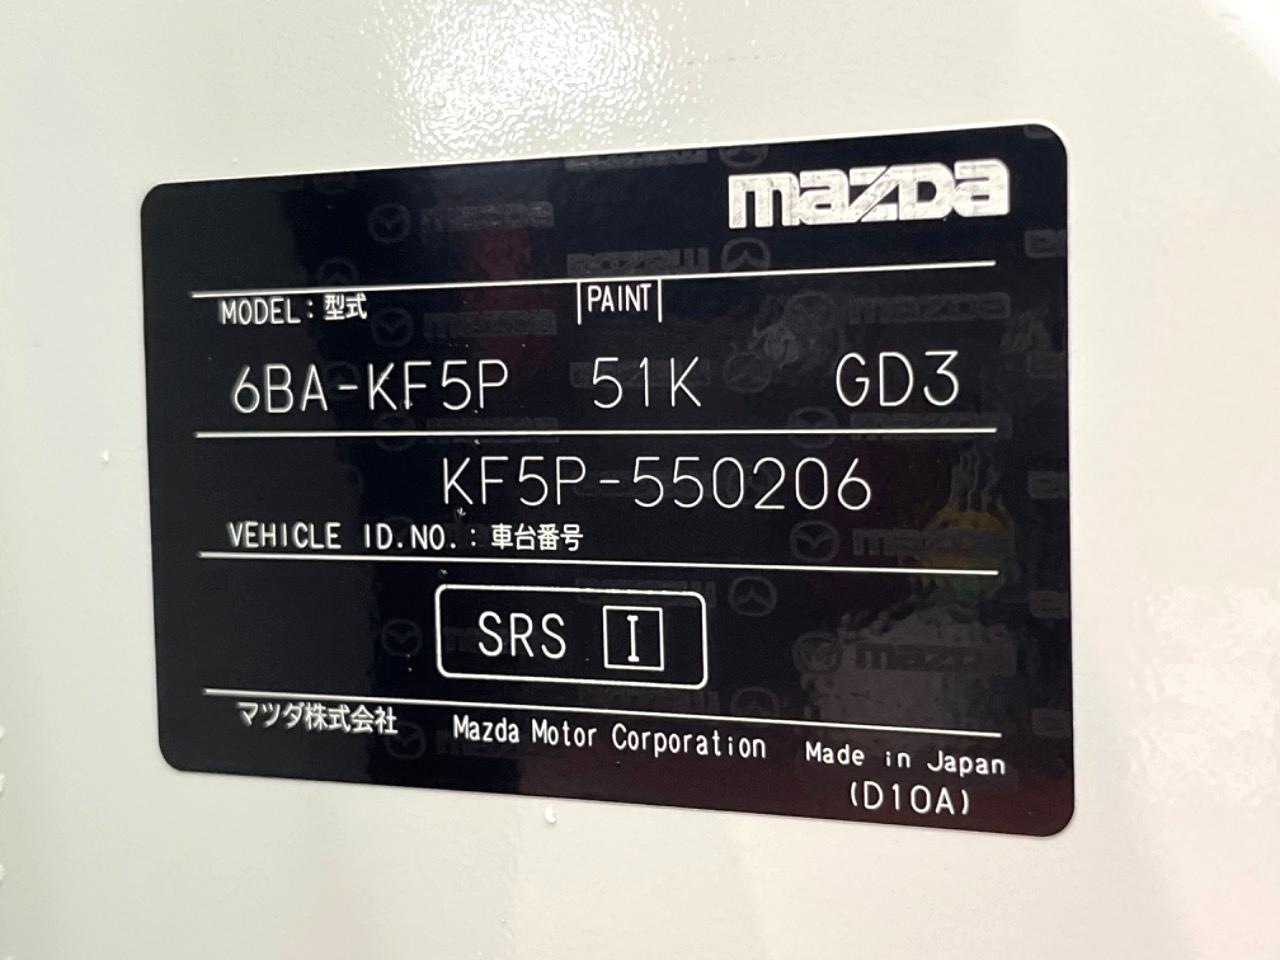 mazda
MODEL: 型式 PAINT
6BA-KF5P 51K GD3
KF5P-550206
VEHICLE ID.NO.: 車台番号
SRS I
マツダ株式会社 Mazda Motor Corporation Made in Japan
(D10A)